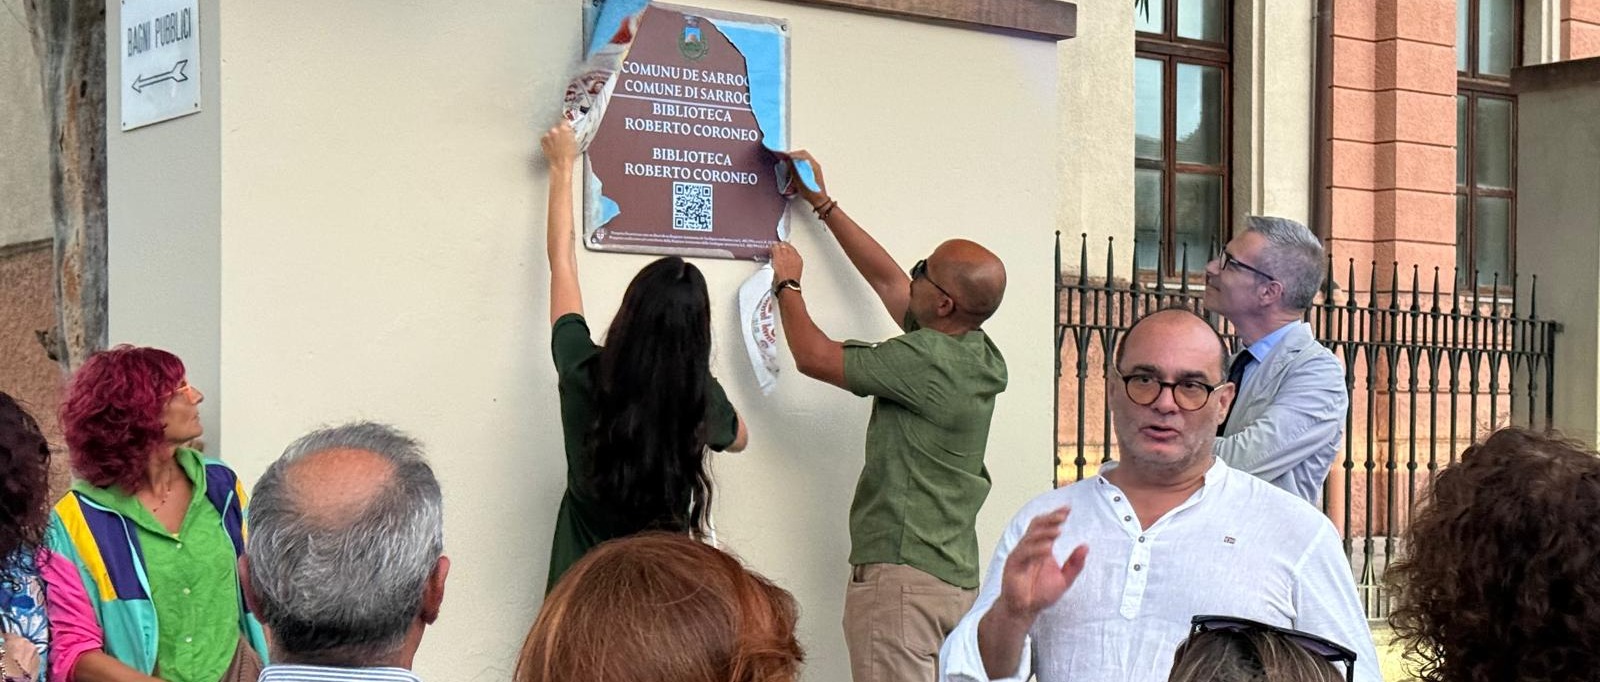 BAGNI PUBBLICI
COMUNU DE SARROC
COMUNE DI SARROC
BIBLIOTECA
ROBERTO CORONEO
BIBLIOTECA
ROBERTO CORONEO